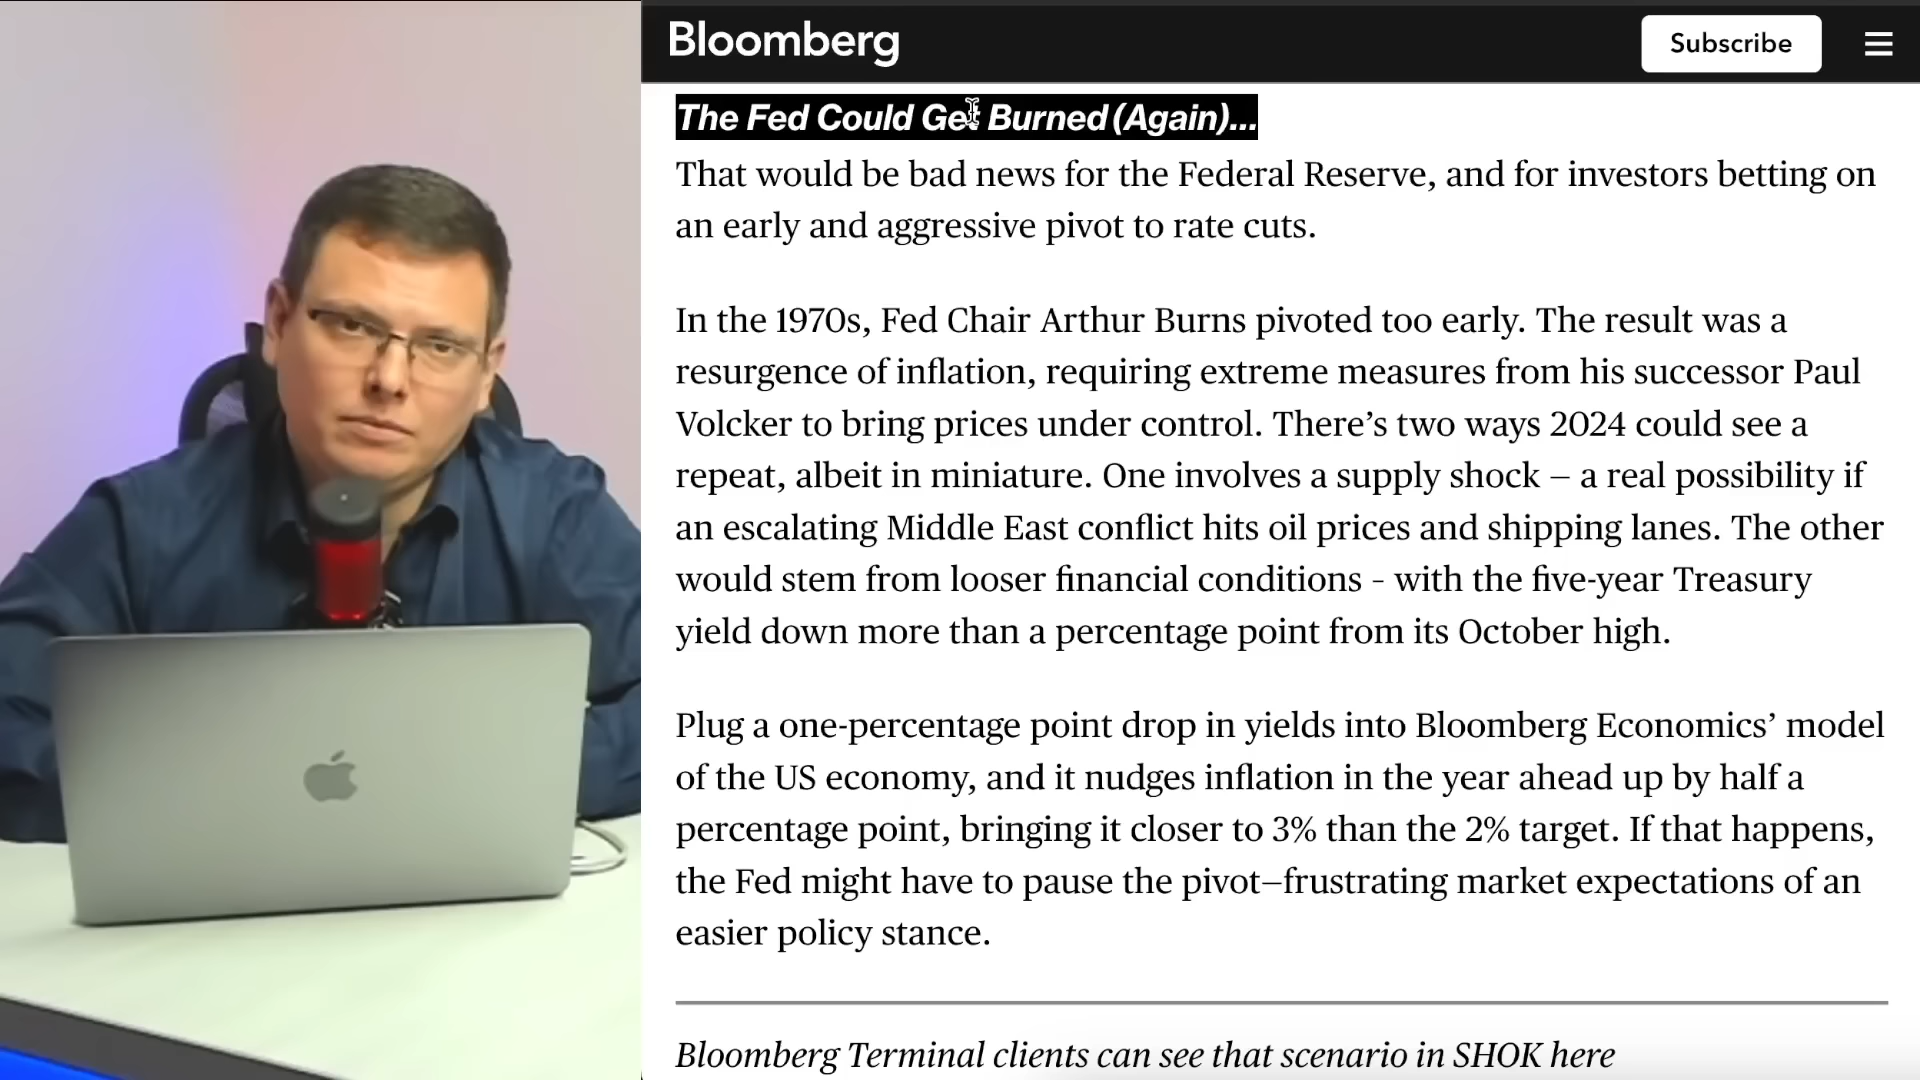 Bloomberg
Subscribe
The Fed Could Get Burned (Again)...
That would be bad news for the Federal Reserve, and for investors betting on
an early and aggressive pivot to rate cuts.
In the 1970s, Fed Chair Arthur Burns pivoted too early. The result was a
resurgence of inflation, requiring extreme measures from his successor Paul
Volcker to bring prices under control. There’s two ways 2024 could see a
repeat, albeit in miniature. One involves a supply shock — a real possibility if
an escalating Middle East conflict hits oil prices and shipping lanes. The other
would stem from looser financial conditions - with the five-year Treasury
yield down more than a percentage point from its October high.
Plug a one-percentage point drop in yields into Bloomberg Economics’ model
of the US economy, and it nudges inflation in the year ahead up by half a
percentage point, bringing it closer to 3% than the 2% target. If that happens,
the Fed might have to pause the pivot—frustrating market expectations of an
easier policy stance.
Bloomberg Terminal clients can see that scenario in SHOK here